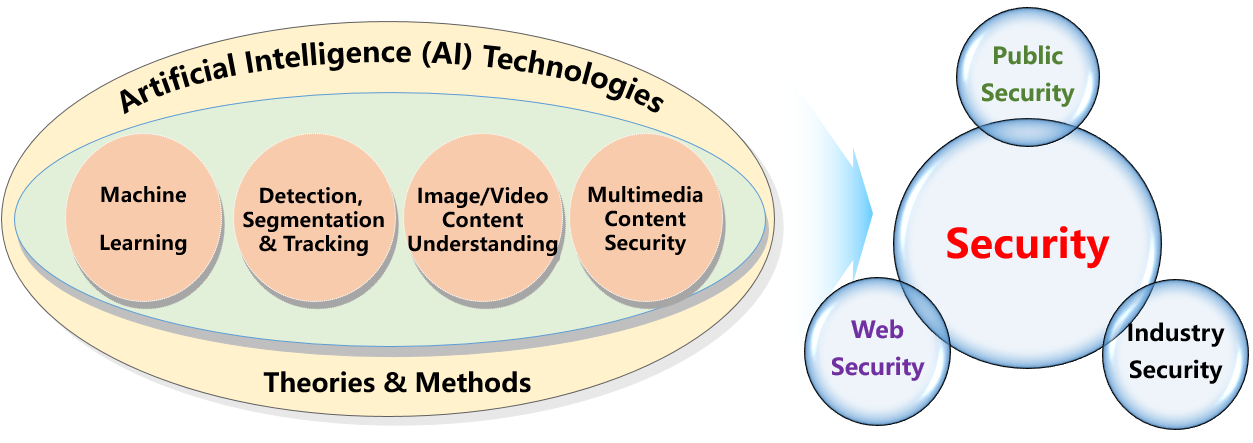 Artificial Intelligence (AI) Technologies
Machine
Learning
Detection,
Segmentation
& Tracking
Image/Video
Content
Understanding
Multimedia
Content
Security
Theories & Methods
Public
Security
Security
Web
Security
Industry
Security